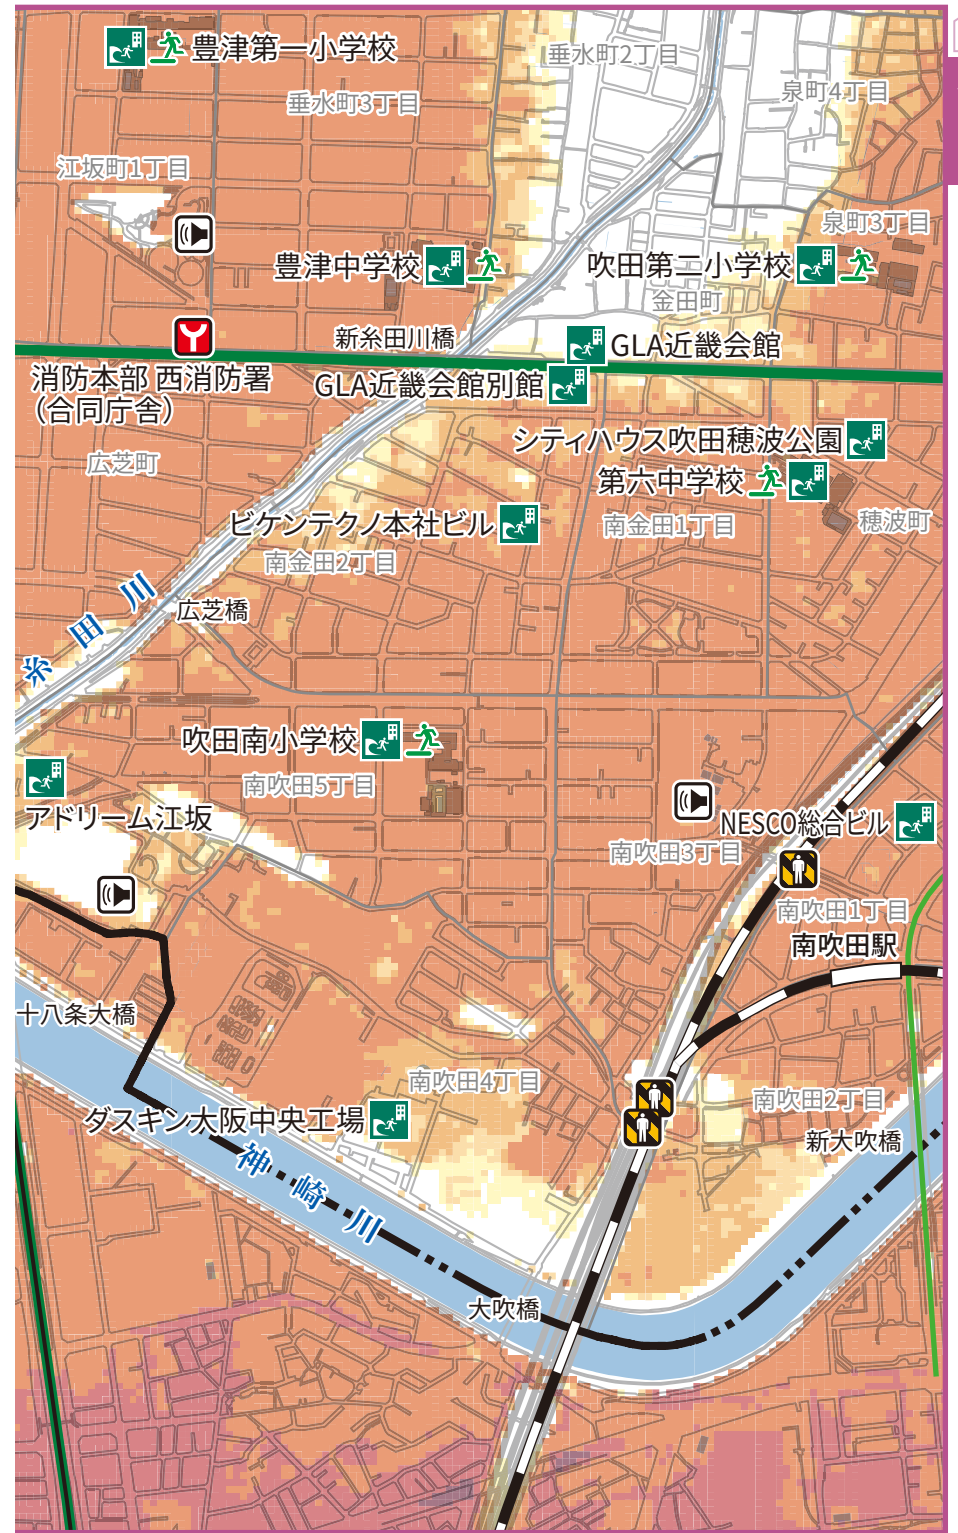 豊津第一小学校
垂水町2丁目
泉町4丁目
垂水町3丁目
江坂町1丁目
泉町3丁目
豊津中学校
吹田第二小学校
金田町
新糸田川橋
GLA近畿会館
消防本部 西消防署
(合同庁舎)
GLA近畿会館別館
シティハウス吹田穂波公園
広芝町
第六中学校
穂波町
ビケンテクノ本社ビル
南金田1丁目
南金田2丁目
糸田川
広芝橋
吹田南小学校
南吹田5丁目
アドリーム江坂
NESCO総合ビル
南吹田3丁目
南吹田1丁目
南吹田駅
十八条大橋
南吹田4丁目
南吹田2丁目
ダスキン大阪中央工場
新大吹橋
神崎川
大吹橋